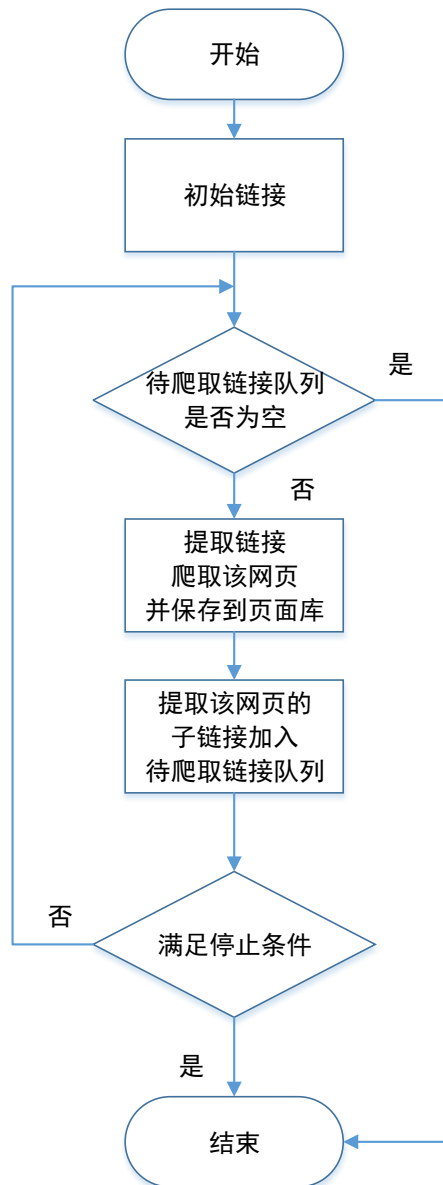 开始
初始链接
待爬取链接队列
是否为空
是
否
提取链接
爬取该网页
并保存到页面库
提取该网页的
子链接加入
待爬取链接队列
否
满足停止条件
是
结束